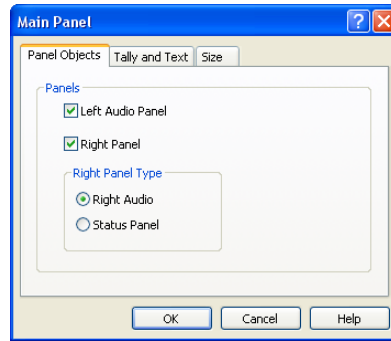 Main Panel
Panel Objects Tally and Text Size
Panels
Left Audio Panel
Right Panel
Right Panel Type
Right Audio
Status Panel
OK Cancel Help